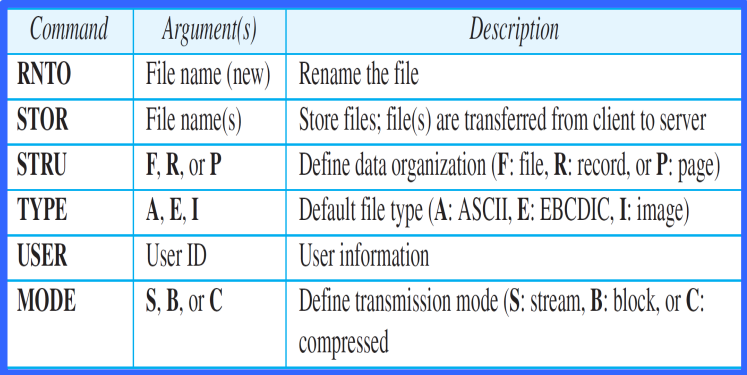 Command Argument(s) Description
RNTO File name (new) Rename the file
STOR File name(s) Store files; file(s) are transferred from client to server
STRU F, R, or P Define data organization (F: file, R: record, or P: page)
TYPE A, E, I Default file type (A: ASCII, E: EBCDIC, I: image)
USER User ID User information
MODE S, B, or C Define transmission mode (S: stream, B: block, or C:
compressed